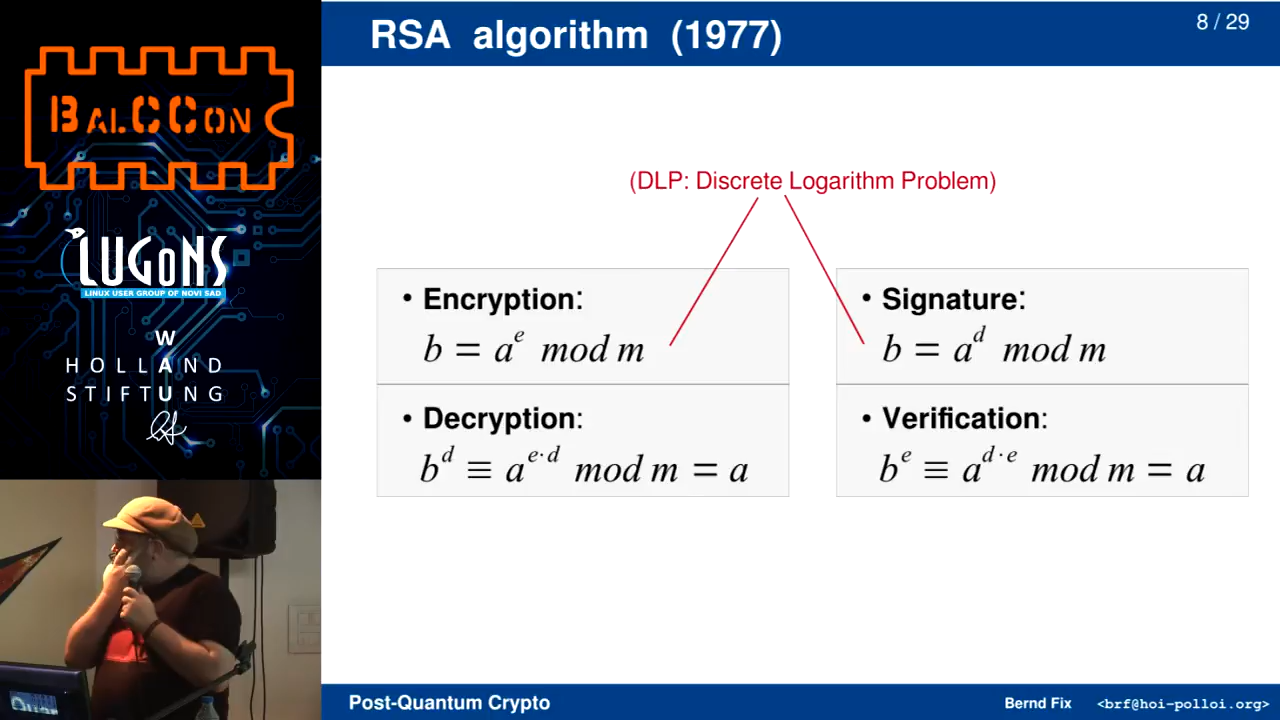 RSA algorithm (1977)
8 / 29
BALCCON
LUGoNS
LINUX USER GROUP OF NOVI SAD
W
HOLLAND
A
STIFTUNG
(DLP: Discrete Logarithm Problem)
• Encryption:
b = a^e mod m
• Decryption:
b^d ≡ a^{e·d} mod m = a
• Signature:
b = a^d mod m
• Verification:
b^e ≡ a^{d·e} mod m = a
Post-Quantum Crypto
Bernd Fix
<brf@hoi-polloi.org>